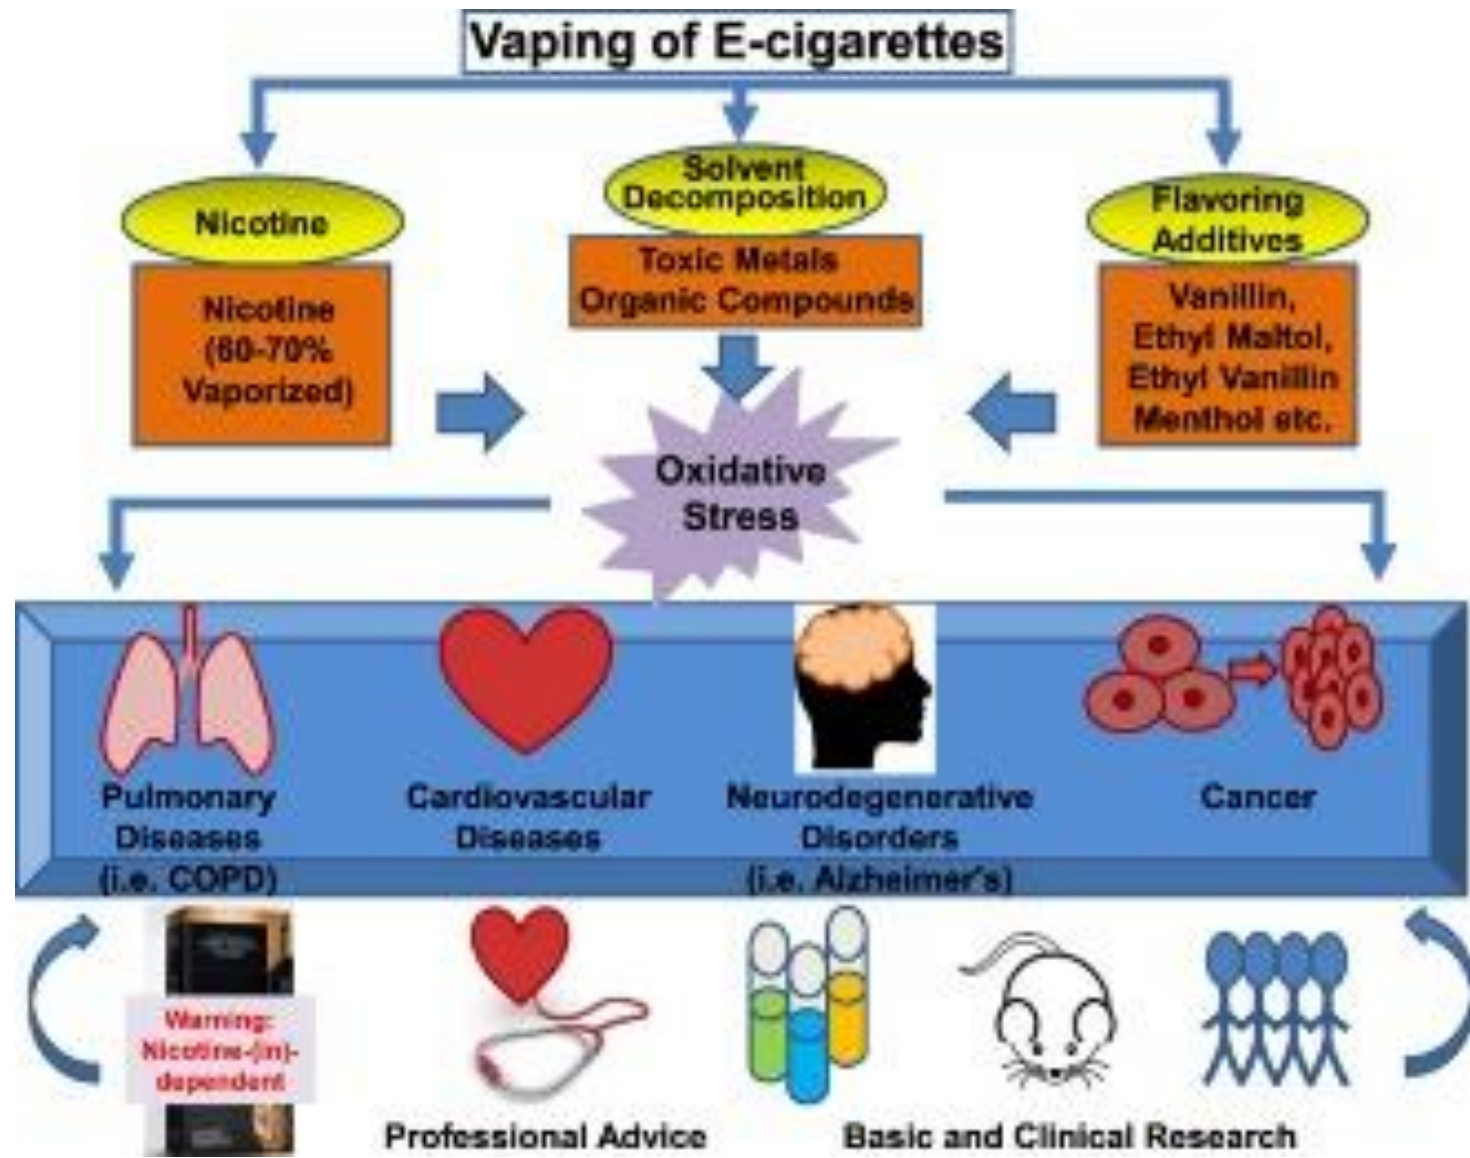 Vaping of E-cigarettes
Nicotine
Solvent
Decomposition
Flavoring
Additives
Nicotine
(60-70%
Vaporized)
Toxic Metals
Organic Compounds
Vanillin,
Ethyl Maltol,
Ethyl Vanillin
Menthol etc.
Oxidative
Stress
Pulmonary
Diseases
(i.e. COPD)
Cardiovascular
Diseases
Neurodegenerative
Disorders
(i.e. Alzheimer's)
Cancer
Warning:
Nicotine-(in)-
dependent
Professional Advice
Basic and Clinical Research